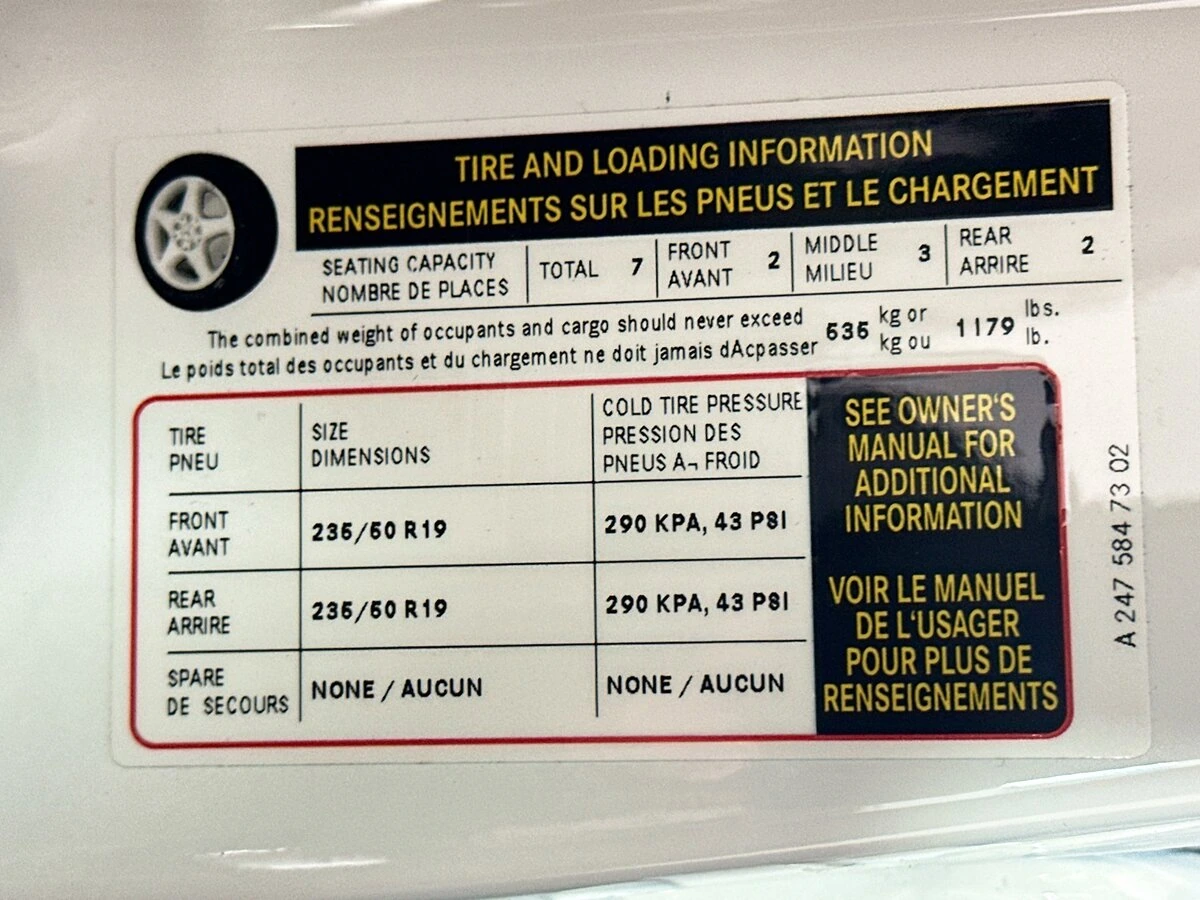 TIRE AND LOADING INFORMATION
RENSEIGNEMENTS SUR LES PNEUS ET LE CHARGEMENT
SEATING CAPACITY
NOMBRE DE PLACES
TOTAL 7
FRONT
AVANT
2
MIDDLE
MILIEU
3
REAR
ARRIRE
2
The combined weight of occupants and cargo should never exceed
Le poids total des occupants et du chargement ne doit jamais dAcpasser
535
kg or
kg ou
1179
lbs.
lb.
TIRE
PNEU
SIZE
DIMENSIONS
COLD TIRE PRESSURE
PRESSION DES
PNEUS A¬ FROID
FRONT
AVANT
235/50 R19
290 KPA, 43 PSI
REAR
ARRIRE
235/50 R19
290 KPA, 43 PSI
SPARE
DE SECOURS
NONE / AUCUN
NONE / AUCUN
SEE OWNER'S
MANUAL FOR
ADDITIONAL
INFORMATION
VOIR LE MANUEL
DE L'USAGER
POUR PLUS DE
RENSEIGNEMENTS
A 247 584 73 02